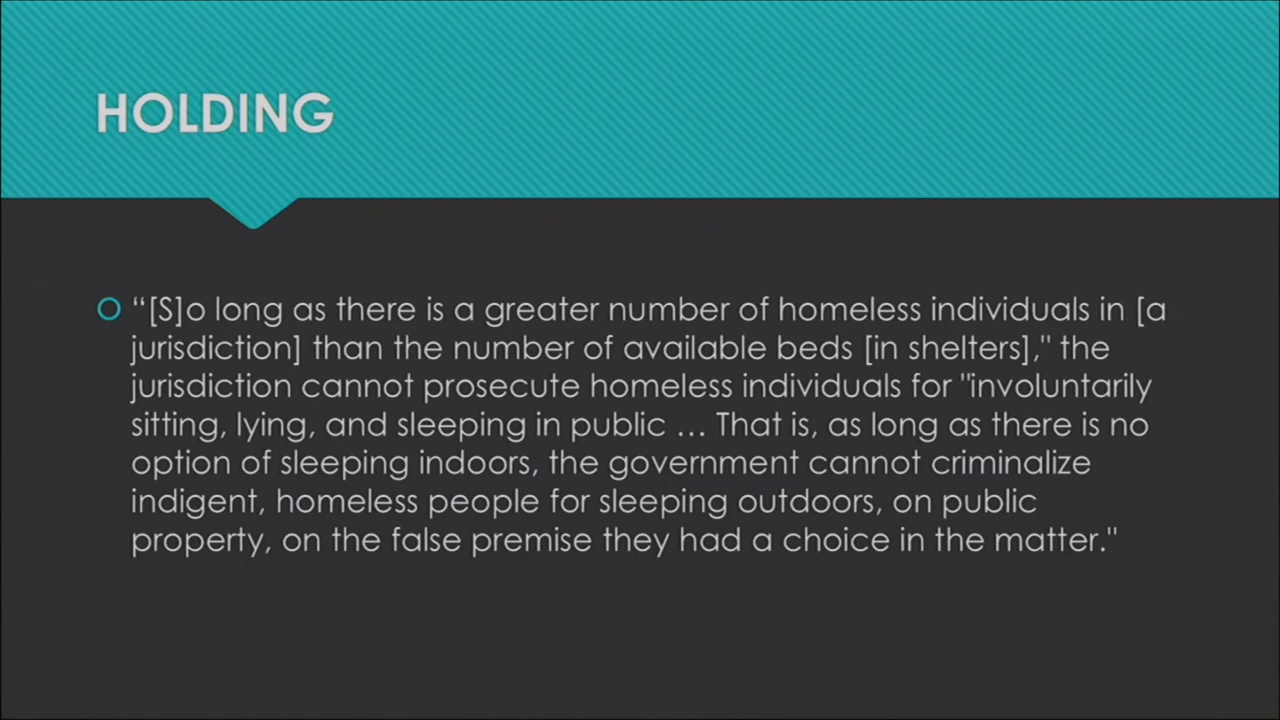 HOLDING
“[S]o long as there is a greater number of homeless individuals in [a
jurisdiction] than the number of available beds [in shelters]," the
jurisdiction cannot prosecute homeless individuals for "involuntarily
sitting, lying, and sleeping in public … That is, as long as there is no
option of sleeping indoors, the government cannot criminalize
indigent, homeless people for sleeping outdoors, on public
property, on the false premise they had a choice in the matter."